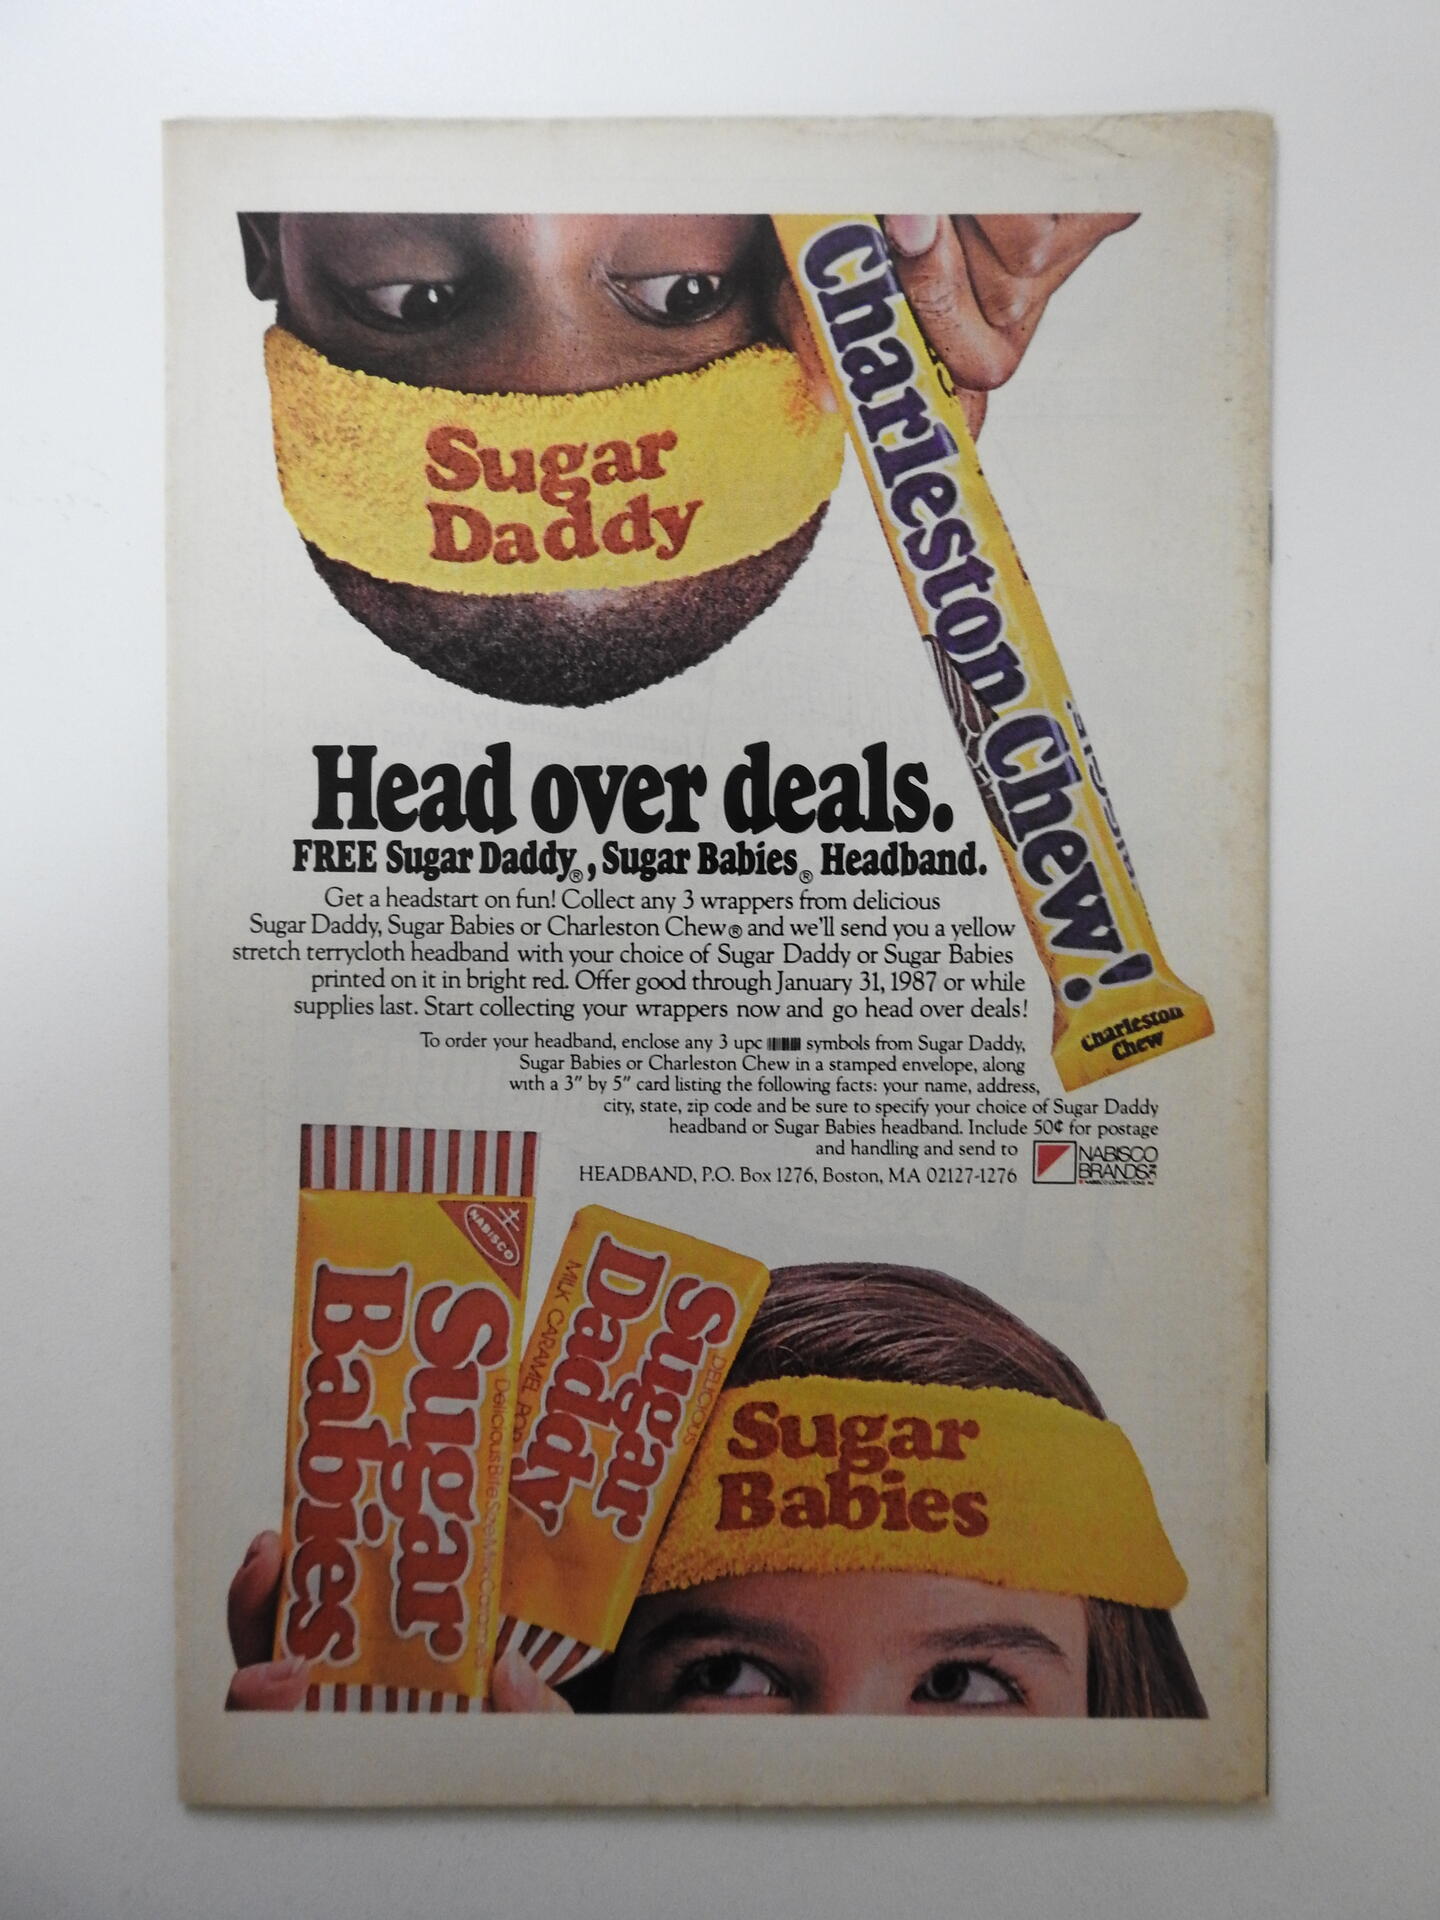 Sugar
Daddy
Charleston Chew!
Charleston
Chew
Head over deals.
FREE Sugar Daddy®, Sugar Babies® Headband.
Get a headstart on fun! Collect any 3 wrappers from delicious
Sugar Daddy, Sugar Babies or Charleston Chew® and we'll send you a yellow
stretch terrycloth headband with your choice of Sugar Daddy or Sugar Babies
printed on it in bright red. Offer good through January 31, 1987 or while
supplies last. Start collecting your wrappers now and go head over deals!
To order your headband, enclose any 3 upc symbols from Sugar Daddy,
Sugar Babies or Charleston Chew in a stamped envelope, along
with a 3" by 5" card listing the following facts: your name, address,
city, state, zip code and be sure to specify your choice of Sugar Daddy
headband or Sugar Babies headband. Include 50¢ for postage
and handling and send to
HEADBAND, P.O. Box 1276, Boston, MA 02127-1276
NABISCO
BRANDS
NABISCO
Sugar
Babies
Delicious Bite Size Milk Caramels
DELICIOUS
Sugar
Daddy
MILK CARAMEL POP
Sugar
Babies